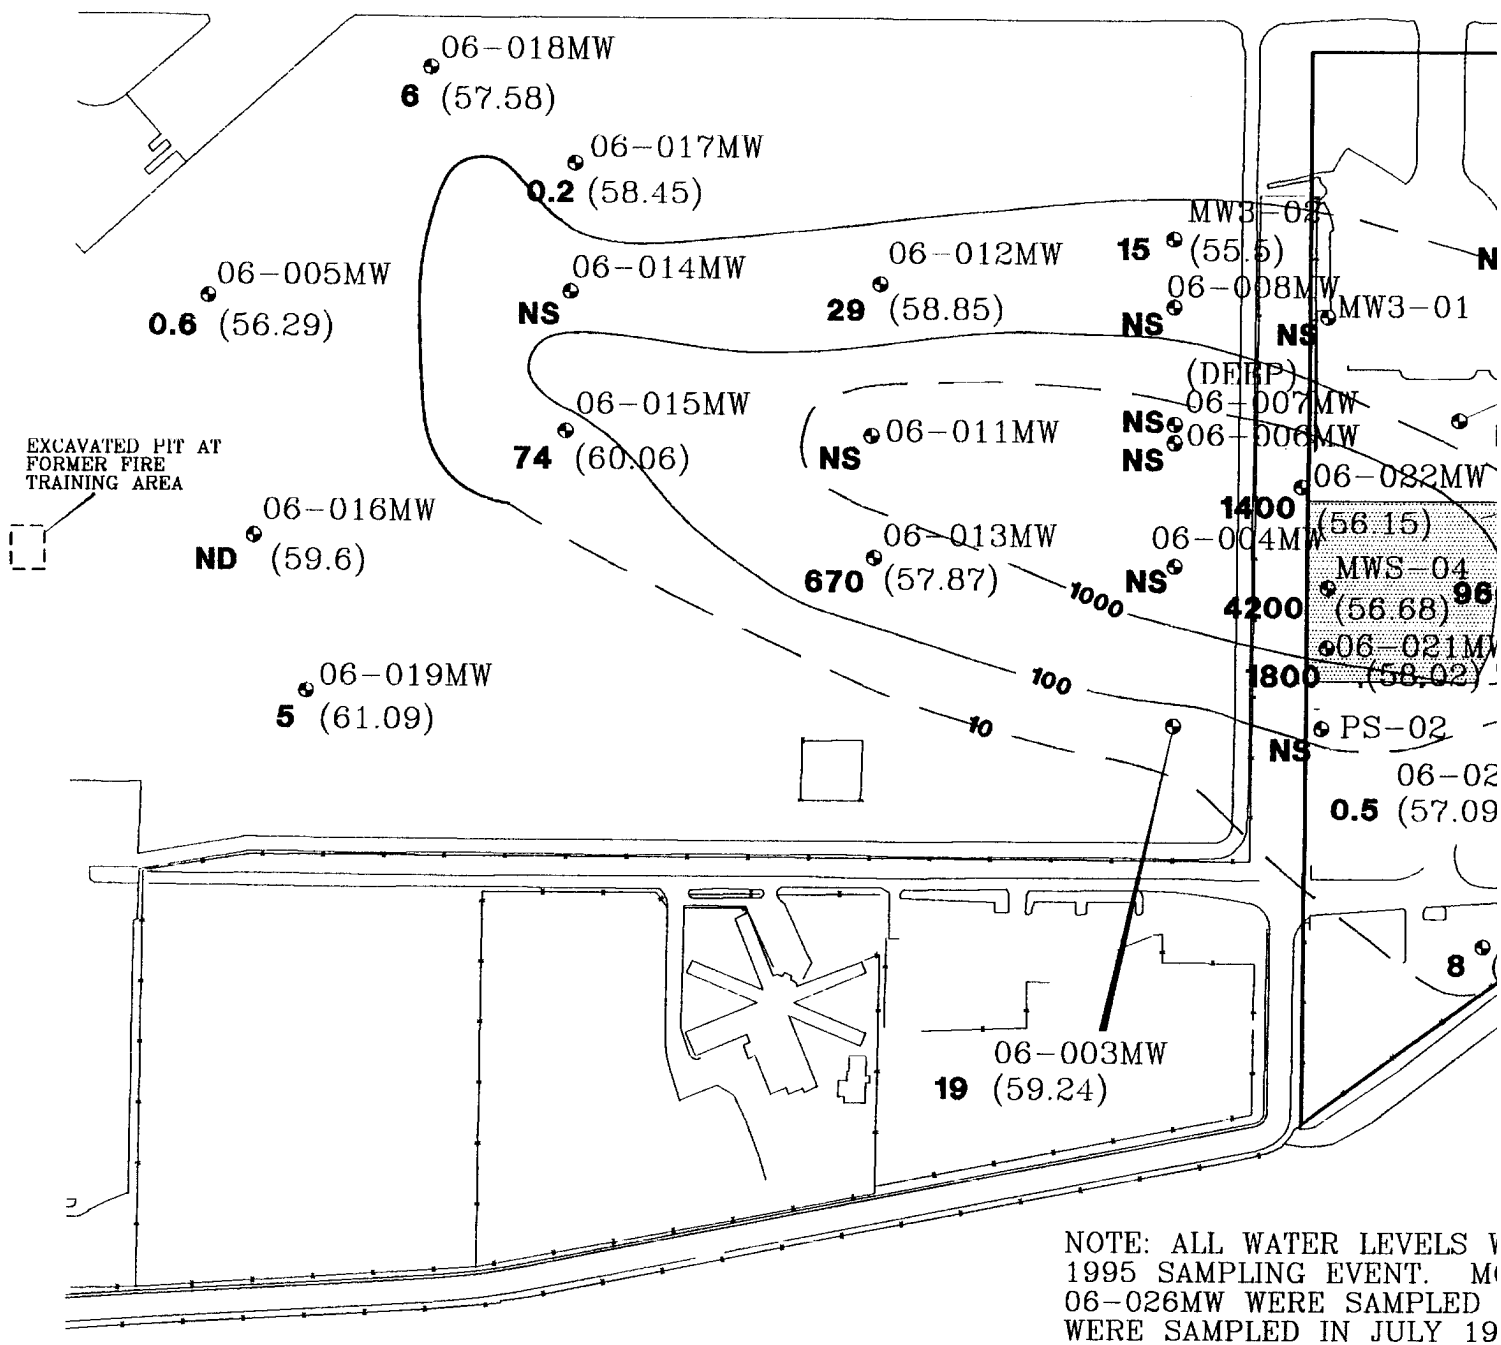 06-018MW
6 (57.58)
06-017MW
0.2 (58.45)
MW3-02
15 (55.5)
06-005MW
0.6 (56.29)
06-014MW
NS
06-012MW
29 (58.85)
06-008MW
NS
MW3-01
NS
(DEEP)
06-007MW
NS
06-006MW
NS
06-015MW
74 (60.06)
06-011MW
NS
EXCAVATED PIT AT
FORMER FIRE
TRAINING AREA
06-022MW
1400 (56.15)
06-016MW
ND (59.6)
06-013MW
670 (57.87)
06-004MW
NS
1000
MWS-04
4200 (56.68)
96
06-021MW
1800 (58.02)
06-019MW
5 (61.09)
100
10
PS-02
NS
06-02
0.5 (57.09
8
06-003MW
19 (59.24)
NOTE: ALL WATER LEVELS
1995 SAMPLING EVENT.
06-026MW WERE SAMPLED
WERE SAMPLED IN JULY 19